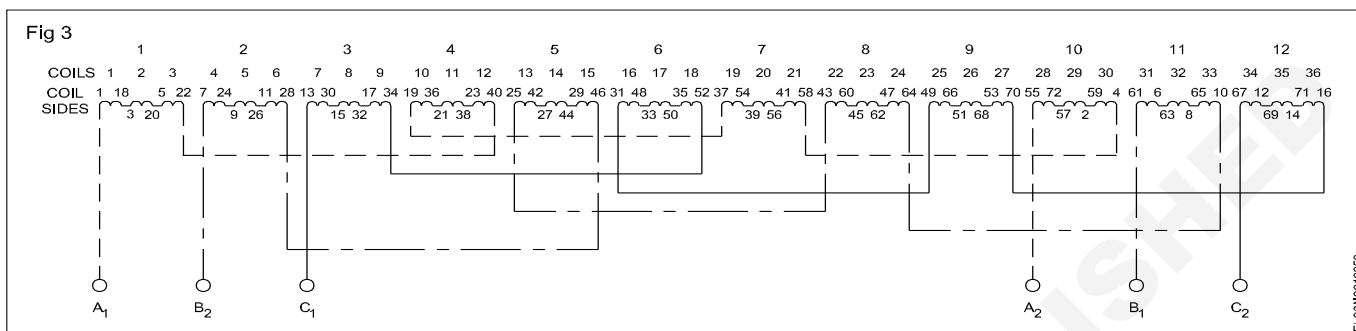 Fig 3
1 2 3 4 5 6 7 8 9 10 11 12
COILS 1 2 3 4 5 6 7 8 9 10 11 12 13 14 15 16 17 18 19 20 21 22 23 24 25 26 27 28 29 30 31 32 33 34 35 36
COIL 1 18 5 22 7 24 11 28 13 30 17 34 19 36 23 40 25 42 29 46 31 48 35 52 37 54 41 58 43 60 47 64 49 66 53 70 55 72 59 4 61 6 65 10 67 12 71 16
SIDES 3 20 9 26 15 32 21 38 27 44 33 50 39 56 45 62 51 68 57 2 63 8 69 14
A1 B2 C1 A2 B1 C2
SHED